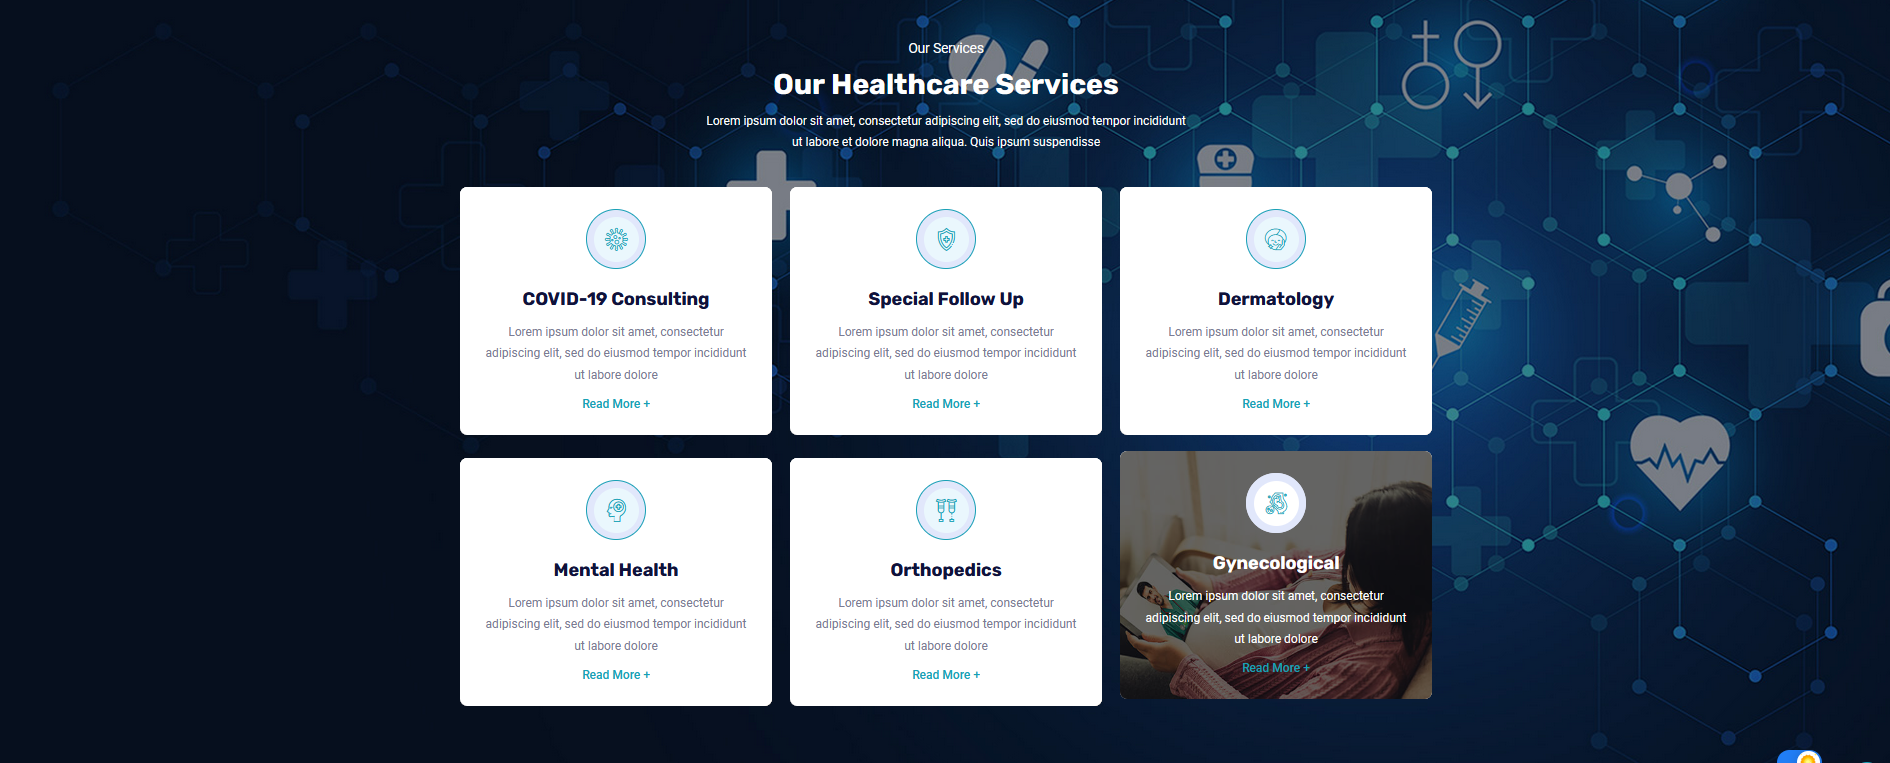 Our Services
Our Healthcare Services
Lorem ipsum dolor sit amet, consectetur adipiscing elit, sed do eiusmod tempor incididunt
ut labore et dolore magna aliqua. Quis ipsum suspendisse
COVID-19 Consulting
Lorem ipsum dolor sit amet, consectetur
adipiscing elit, sed do eiusmod tempor incididunt
ut labore dolore
Read More +
Special Follow Up
Lorem ipsum dolor sit amet, consectetur
adipiscing elit, sed do eiusmod tempor incididunt
ut labore dolore
Read More +
Dermatology
Lorem ipsum dolor sit amet, consectetur
adipiscing elit, sed do eiusmod tempor incididunt
ut labore dolore
Read More +
Mental Health
Lorem ipsum dolor sit amet, consectetur
adipiscing elit, sed do eiusmod tempor incididunt
ut labore dolore
Read More +
Orthopedics
Lorem ipsum dolor sit amet, consectetur
adipiscing elit, sed do eiusmod tempor incididunt
ut labore dolore
Read More +
Gynecological
Lorem ipsum dolor sit amet, consectetur
adipiscing elit, sed do eiusmod tempor incididunt
ut labore dolore
Read More +